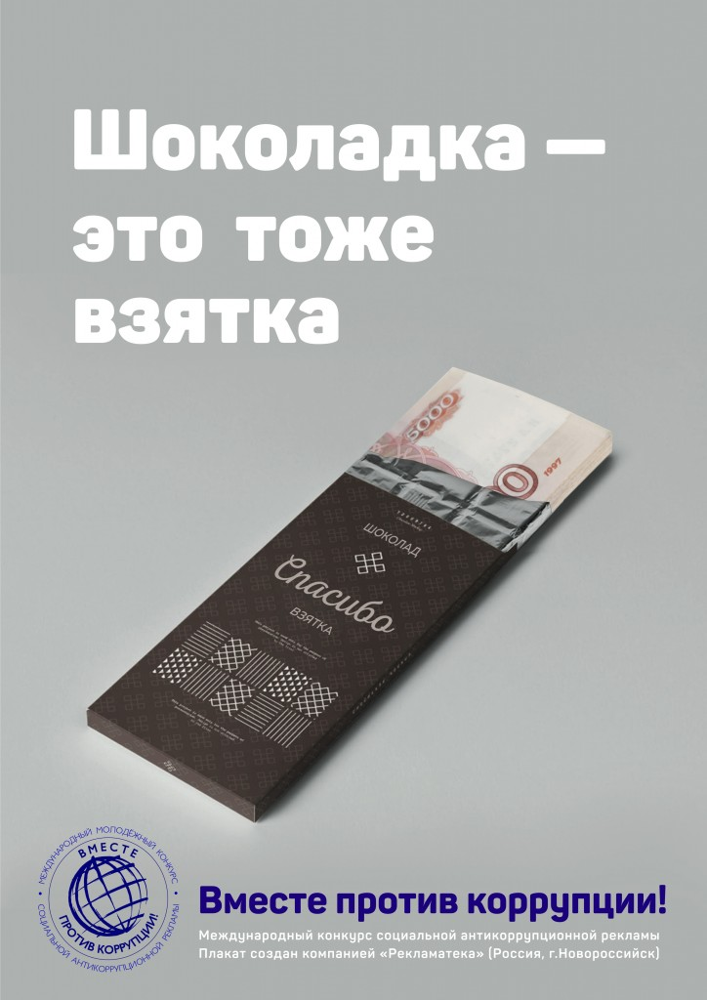 Шоколадка –
это тоже
взятка
5000
1997
ШОКОЛАД
Спасибо
ВЗЯТКА
МЕЖДУНАРОДНЫЙ МОЛОДЕЖНЫЙ КОНКУРС
СОЦИАЛЬНОЙ АНТИКОРРУПЦИОННОЙ РЕКЛАМЫ
ВМЕСТЕ
ПРОТИВ КОРРУПЦИИ!
Вместе против коррупции!
Международный конкурс социальной антикоррупционной рекламы
Плакат создан компанией «Рекламатека» (Россия, г.Новороссийск)